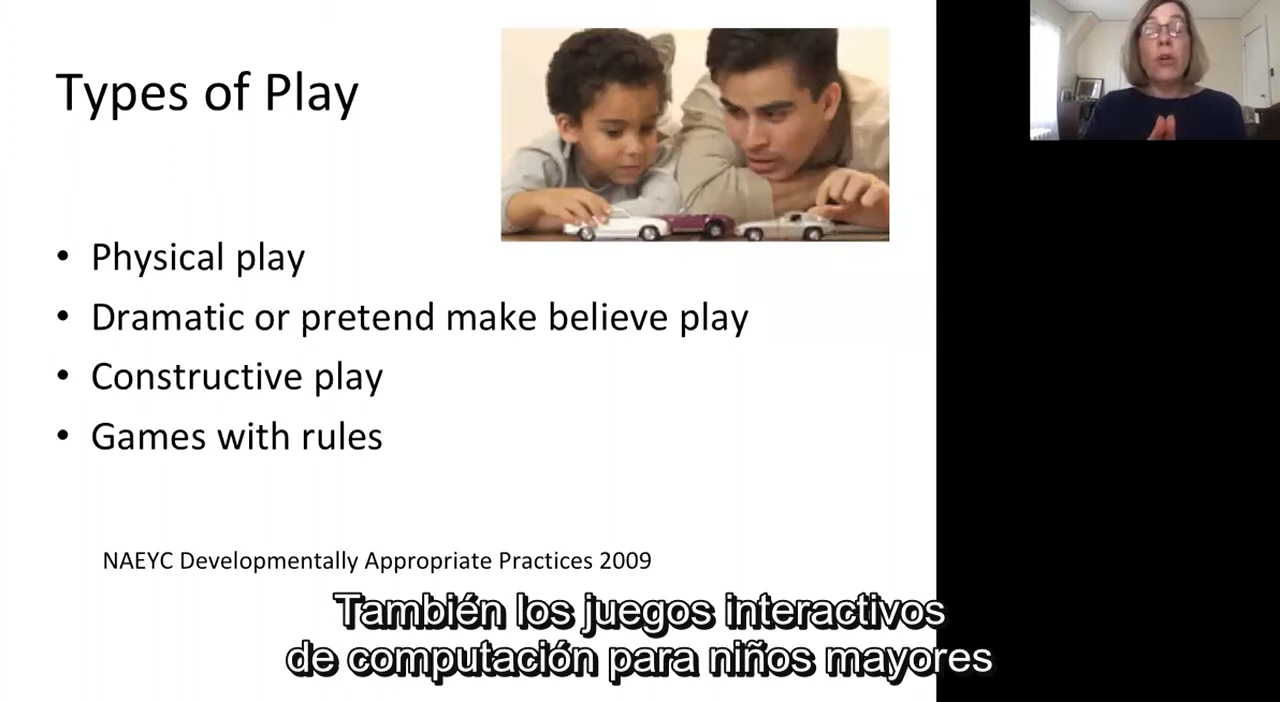 Types of Play
• Physical play
• Dramatic or pretend make believe play
• Constructive play
• Games with rules
NAEYC Developmentally Appropriate Practices 2009
También los juegos interactivos
de computación para niños mayores